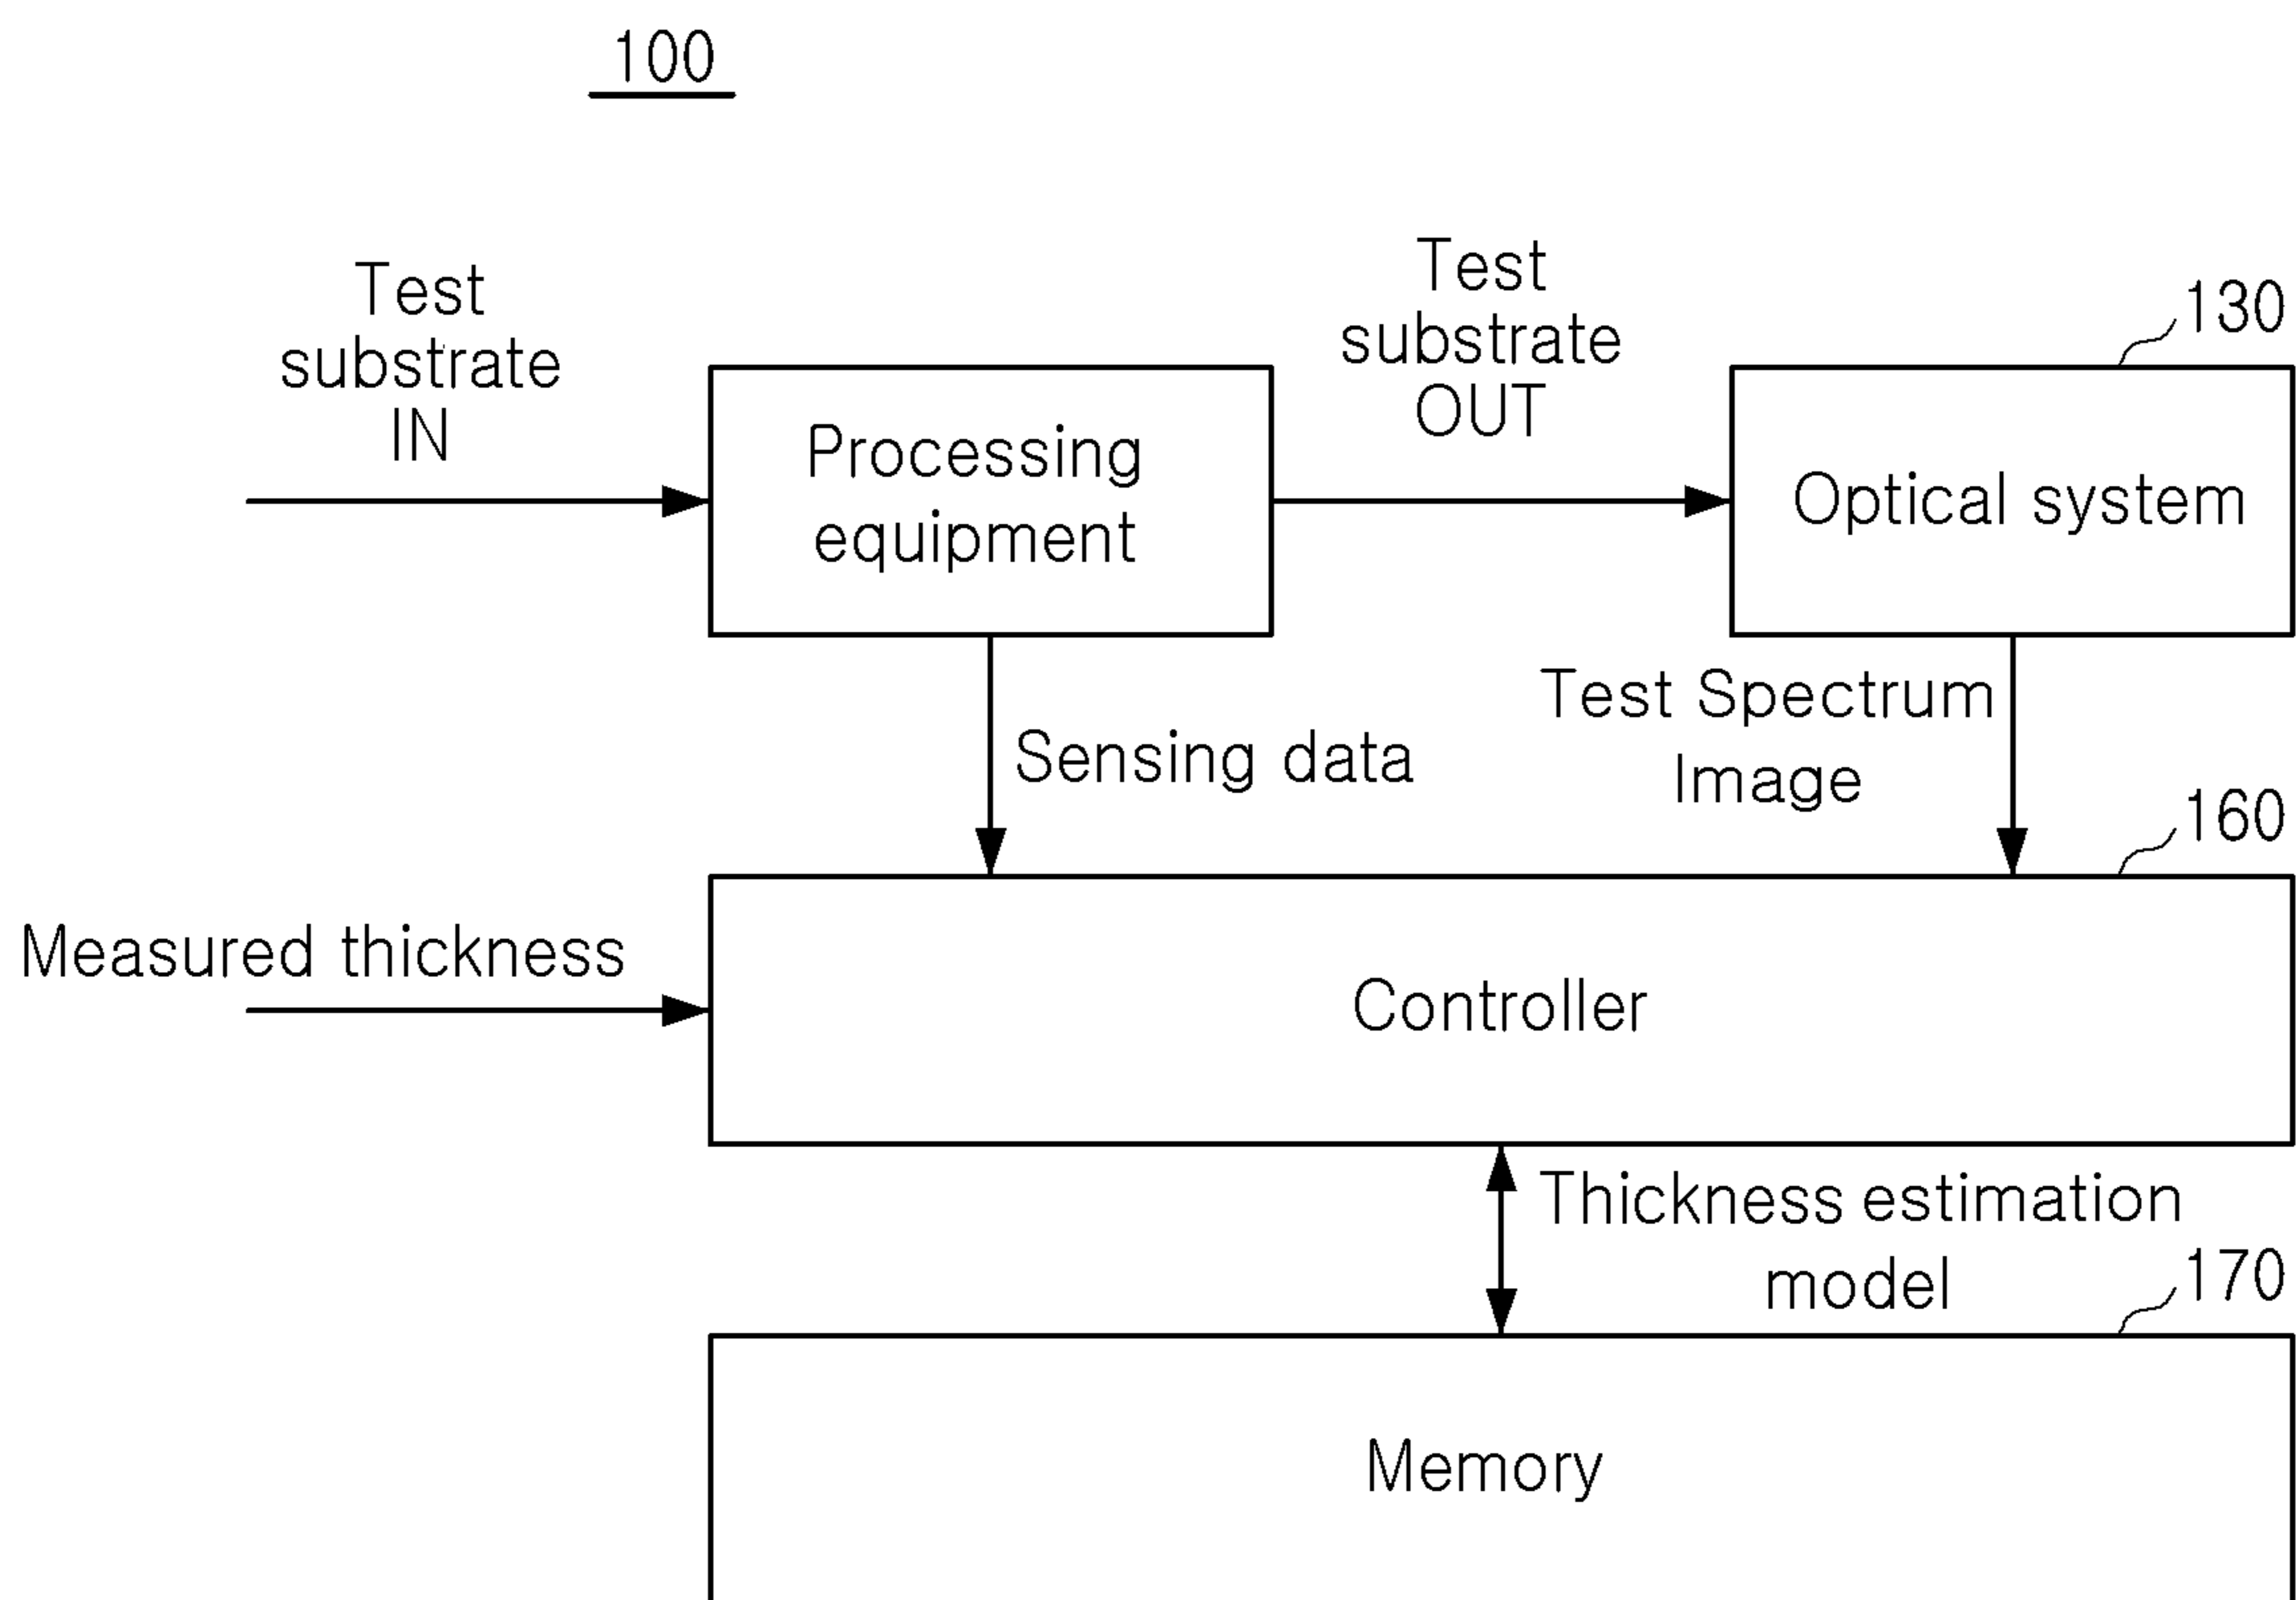 100
Test
substrate
IN
Test
substrate
OUT
130
Processing
equipment
Optical system
Sensing data
Test Spectrum
Image
160
Measured thickness
Controller
Thickness estimation
model
170
Memory